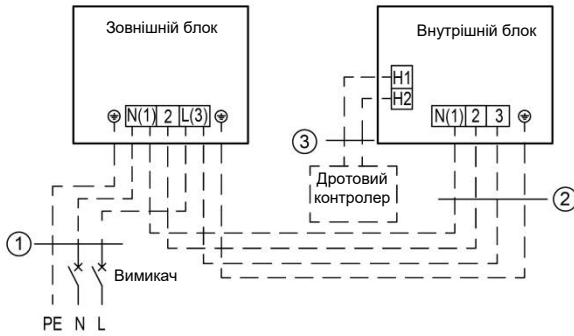 Зовнішній блок
Внутрішній блок
H1
H2
N(1) 2 L(3)
N(1) 2 3
3
Дротовий
контролер
2
1
Вимикач
PE N L